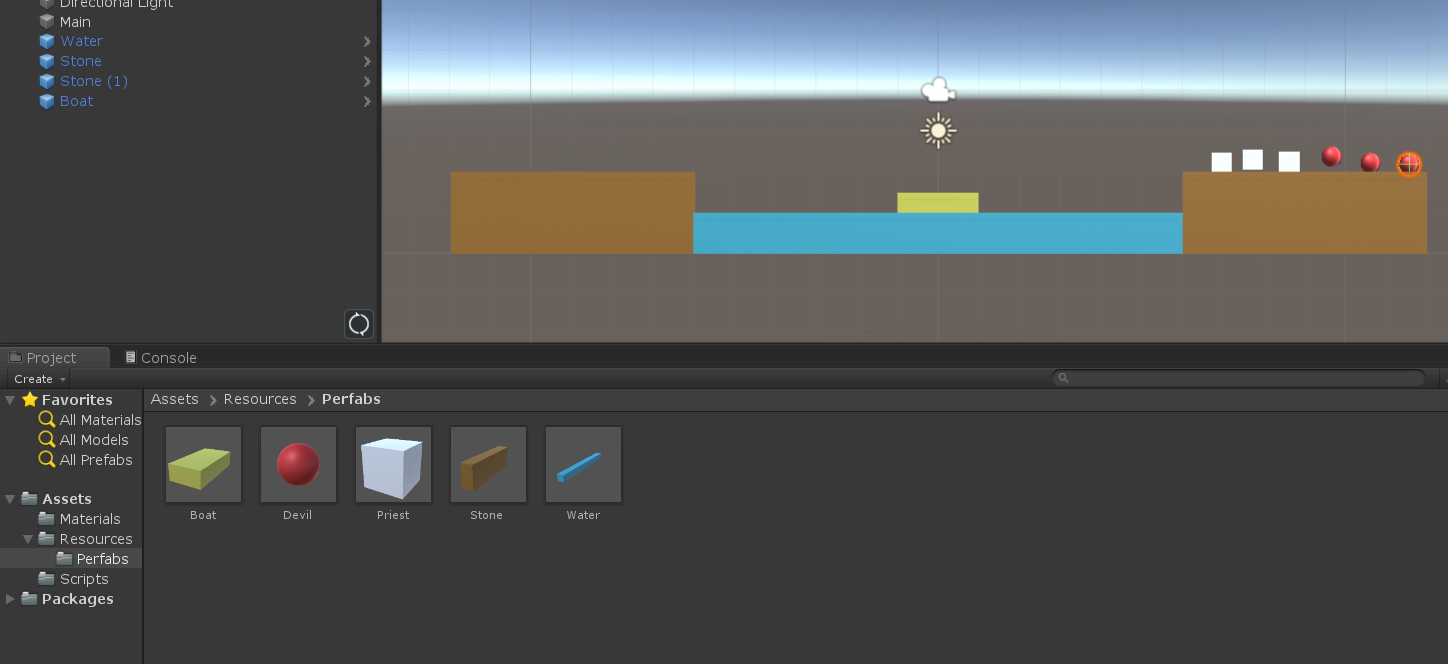 Directional Light
Main
Water
Stone
Stone (1)
Boat
Project
Console
Create
Favorites
All Materials
All Models
All Prefabs
Assets
Materials
Resources
Perfabs
Scripts
Packages
Assets > Resources > Perfabs
Boat Devil Priest Stone Water